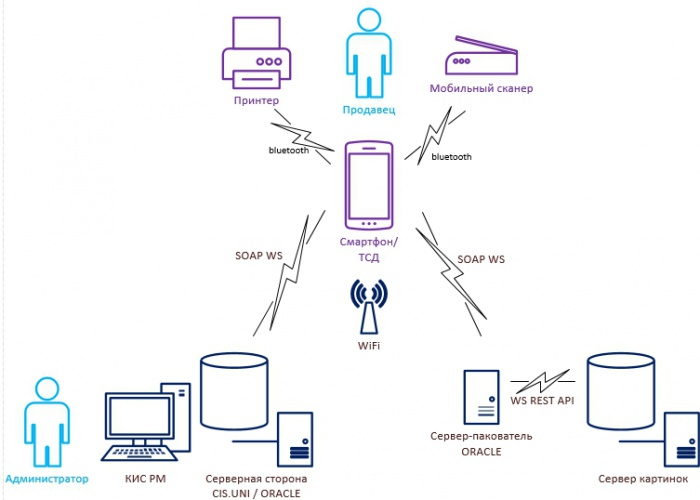 Принтер
Продавец
Мобильный сканер
bluetooth
bluetooth
Смартфон/
ТСД
SOAP WS
SOAP WS
WiFi
WS REST API
Администратор
КИС РМ
Серверная сторона
CIS.UNI / ORACLE
Сервер-пакователь
ORACLE
Сервер картинок